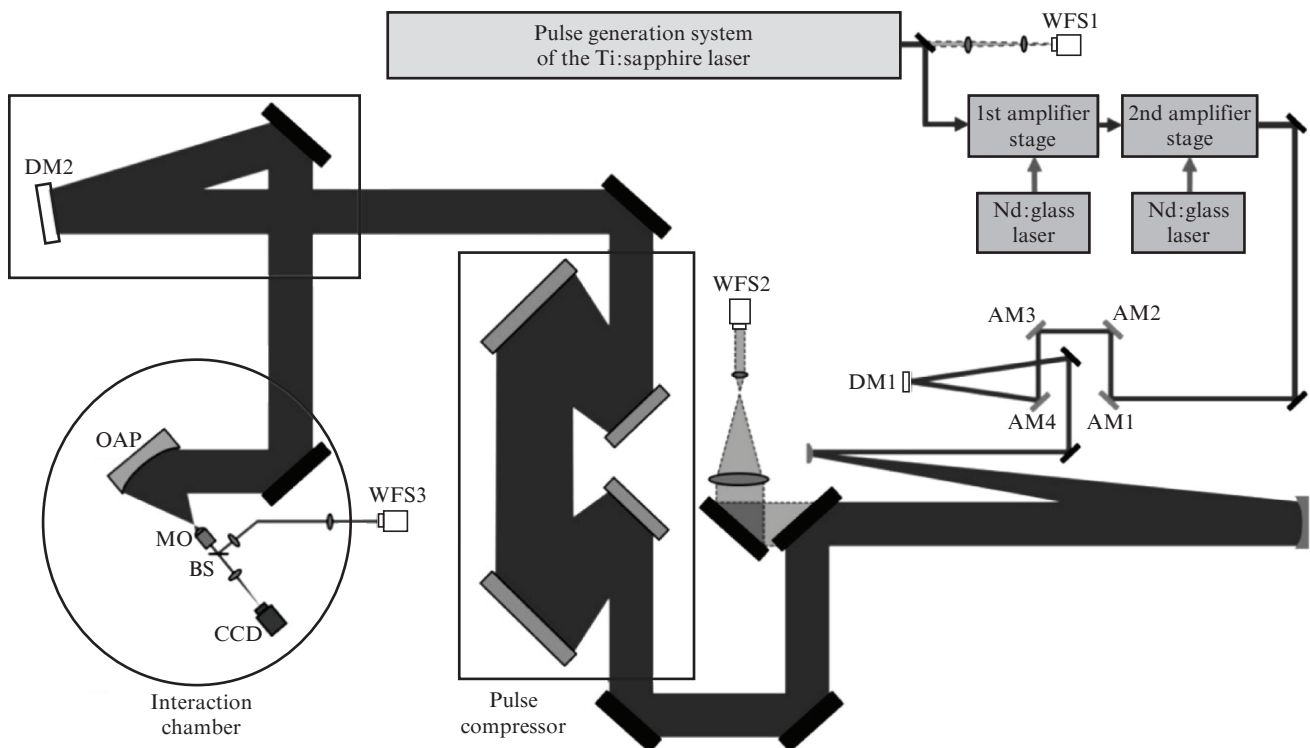 Pulse generation system
of the Ti:sapphire laser
WFS1
1st amplifier
stage
2nd amplifier
stage
DM2
Nd:glass
laser
Nd:glass
laser
WFS2
AM3
AM2
DM1
AM4
AM1
OAP
WFS3
MO
BS
CCD
Interaction
chamber
Pulse
compressor